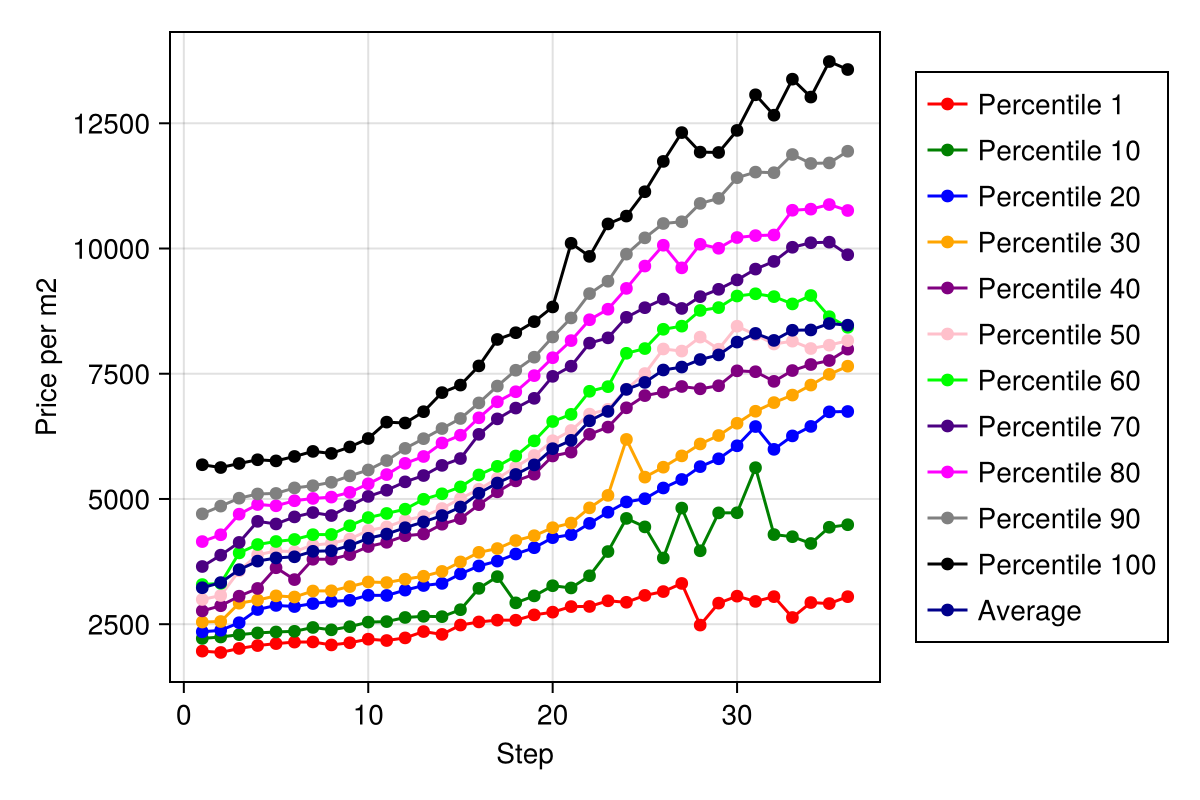 Price per m2
12500
10000
7500
5000
2500
0
10
20
30
Step
Percentile 1
Percentile 10
Percentile 20
Percentile 30
Percentile 40
Percentile 50
Percentile 60
Percentile 70
Percentile 80
Percentile 90
Percentile 100
Average